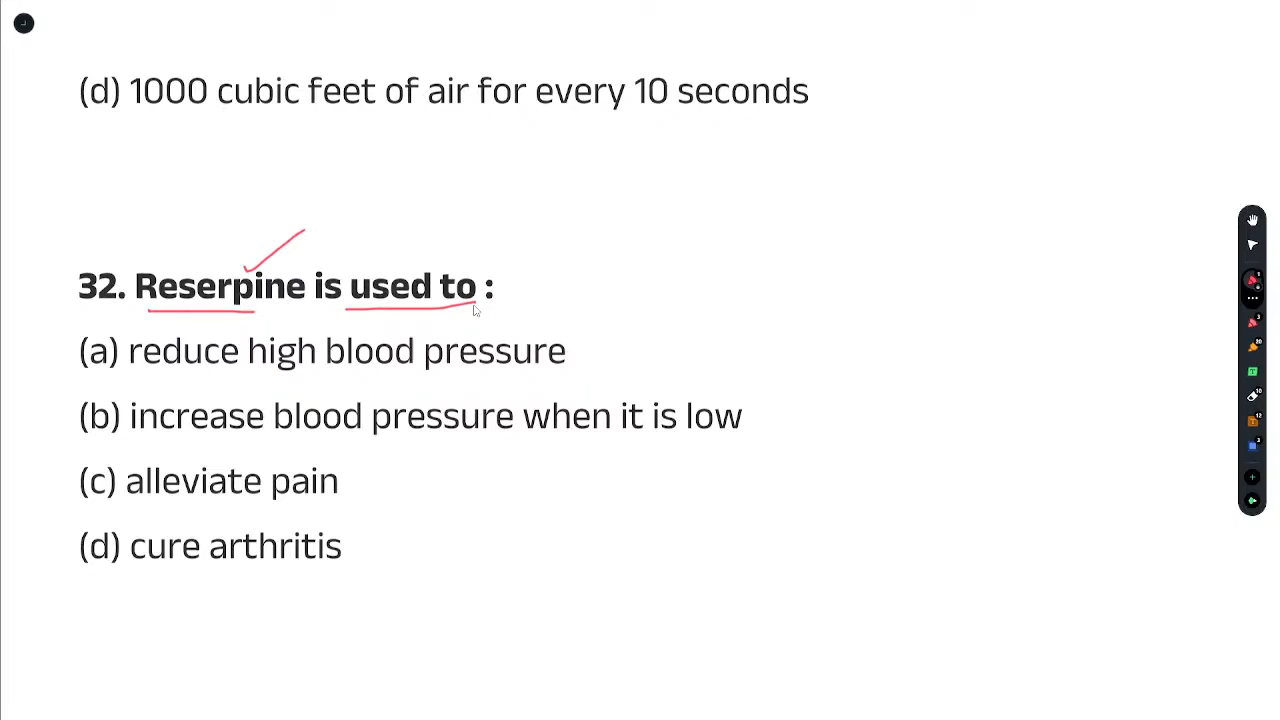 (d) 1000 cubic feet of air for every 10 seconds
32. Reserpine is used to :
(a) reduce high blood pressure
(b) increase blood pressure when it is low
(c) alleviate pain
(d) cure arthritis